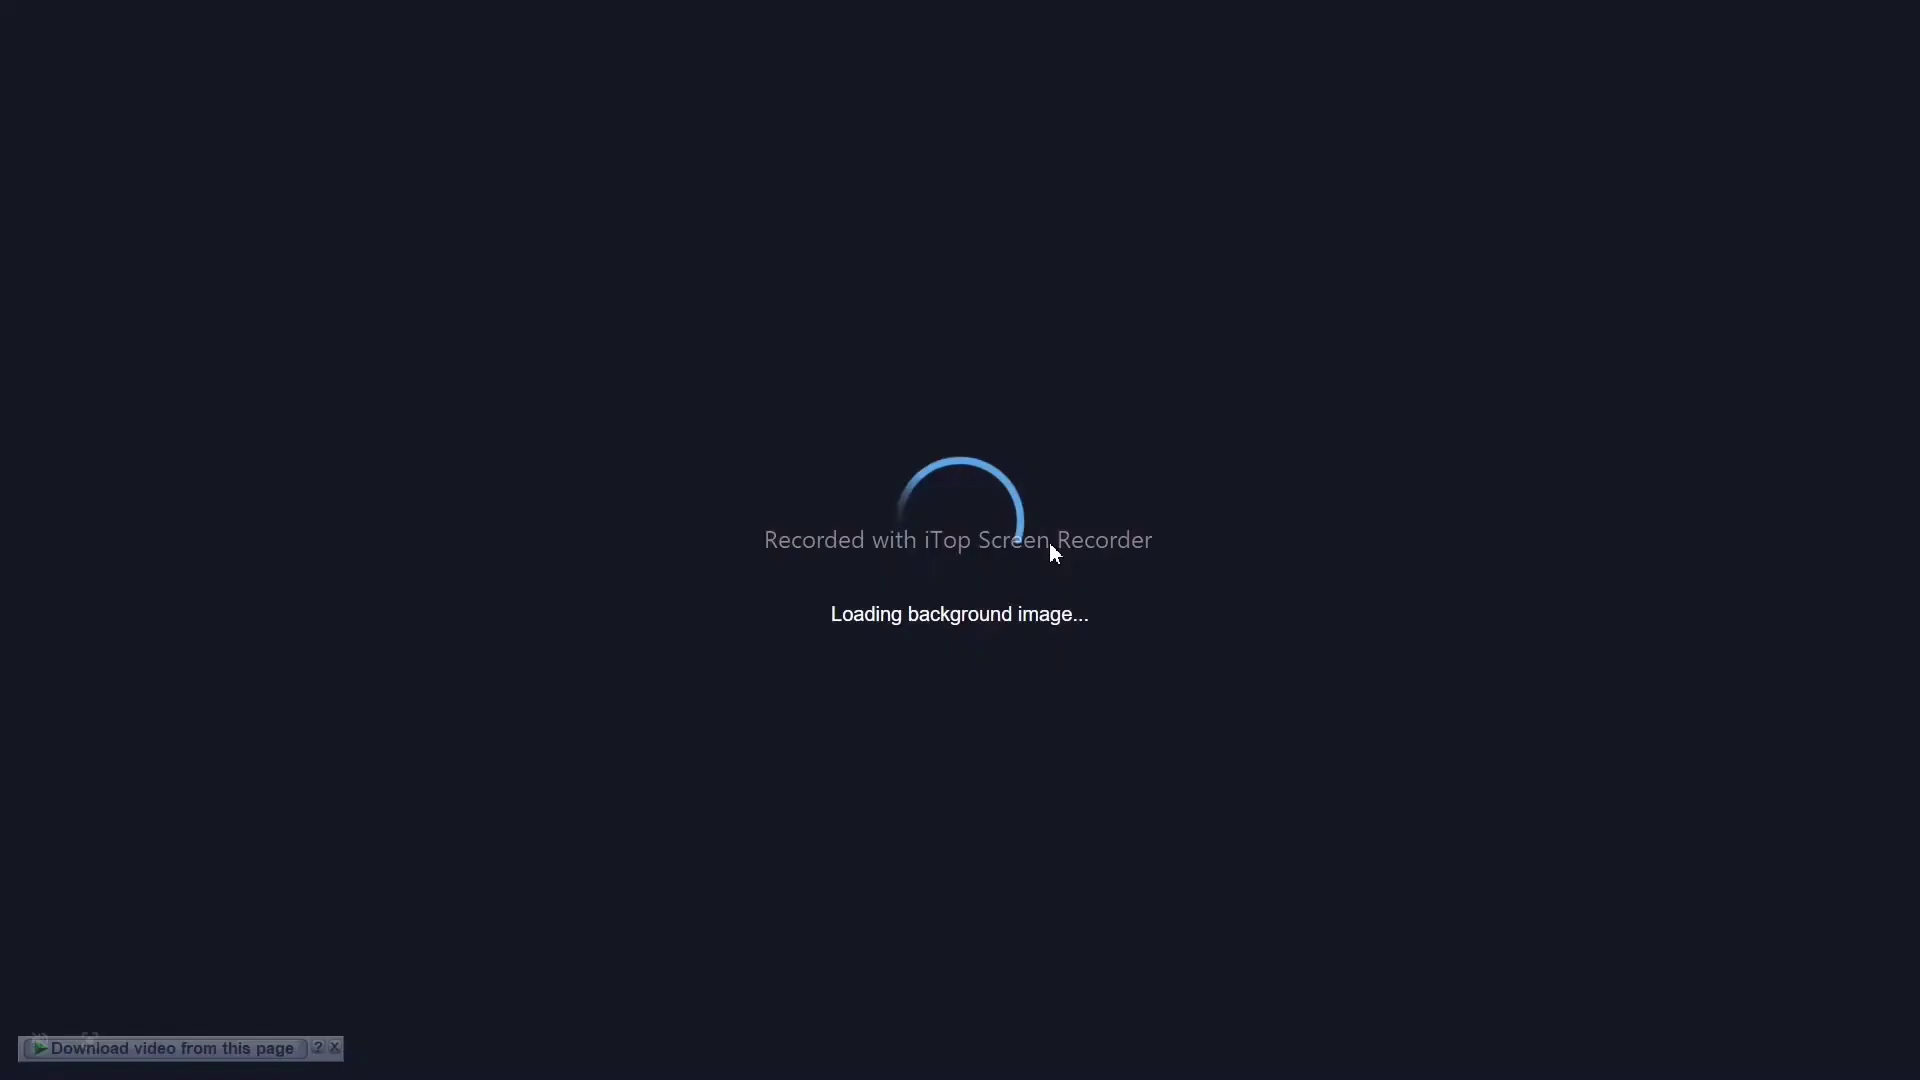 Recorded with iTop Screen Recorder
Loading background image...
Download video from this page ? X